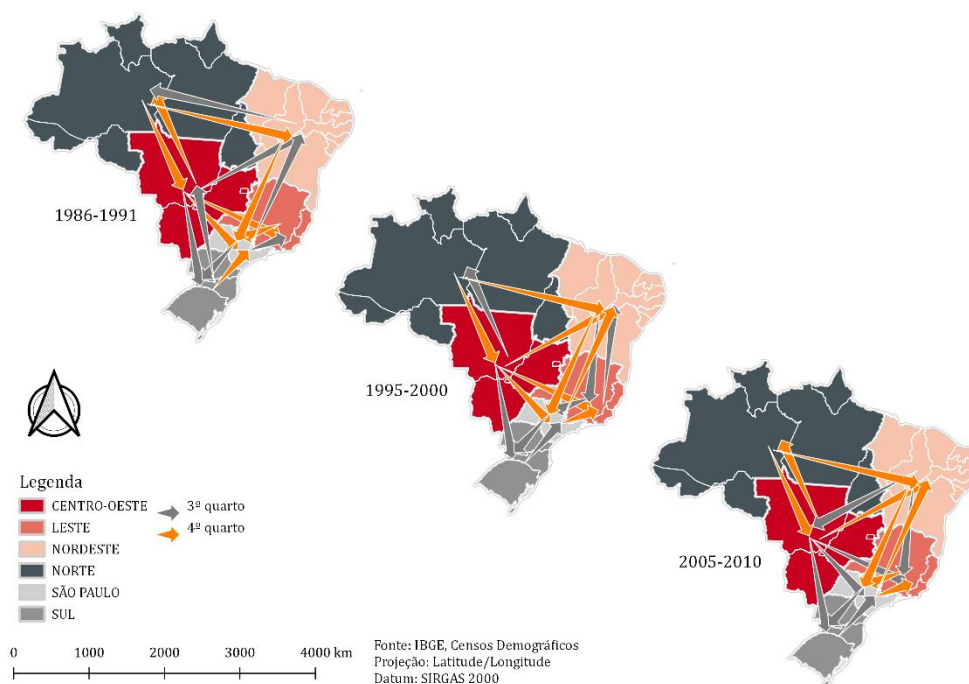 1986-1991
1995-2000
2005-2010
Legenda
CENTRO-OESTE
LESTE
NORDESTE
NORTE
SÃO PAULO
SUL
3º quarto
4º quarto
0 1000 2000 3000 4000 km
Fonte: IBGE, Censos Demográficos
Projeção: Latitude/Longitude
Datum: SIRGAS 2000